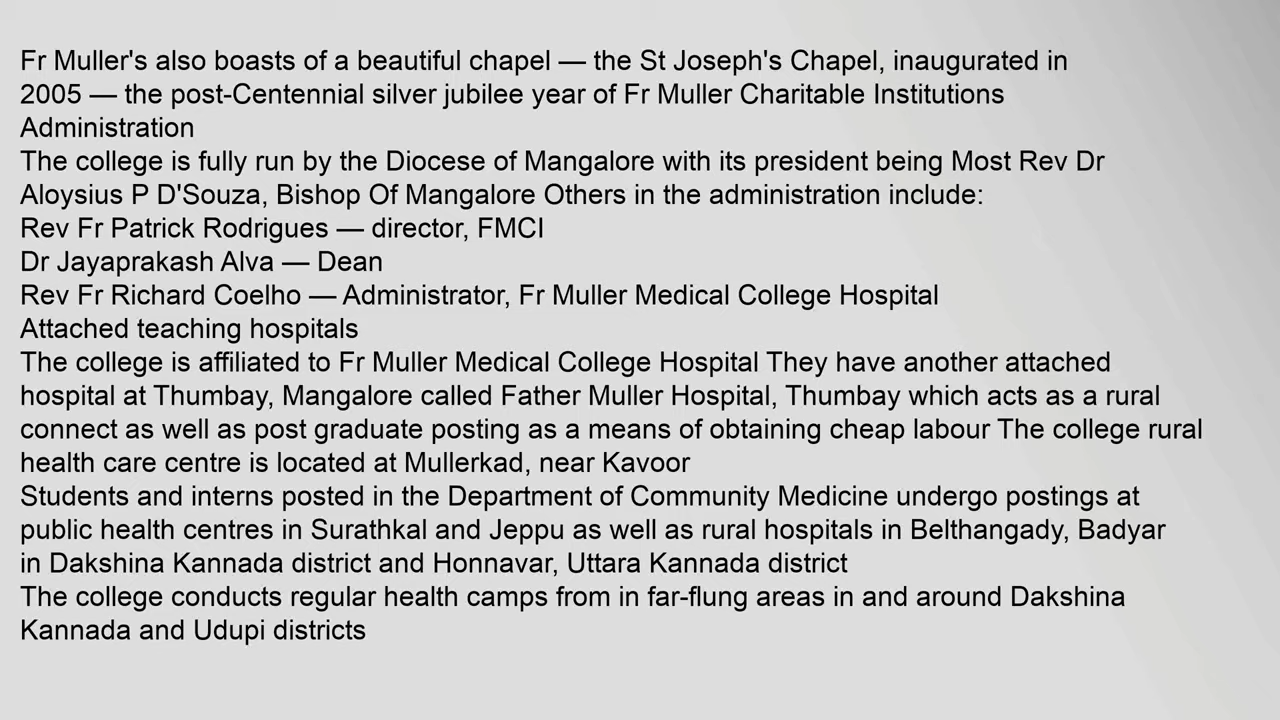 Fr Muller's also boasts of a beautiful chapel — the St Joseph's Chapel, inaugurated in
2005 — the post-Centennial silver jubilee year of Fr Muller Charitable Institutions
Administration
The college is fully run by the Diocese of Mangalore with its president being Most Rev Dr
Aloysius P D'Souza, Bishop Of Mangalore Others in the administration include:
Rev Fr Patrick Rodrigues — director, FMCI
Dr Jayaprakash Alva — Dean
Rev Fr Richard Coelho — Administrator, Fr Muller Medical College Hospital
Attached teaching hospitals
The college is affiliated to Fr Muller Medical College Hospital They have another attached
hospital at Thumbay, Mangalore called Father Muller Hospital, Thumbay which acts as a rural
connect as well as post graduate posting as a means of obtaining cheap labour The college rural
health care centre is located at Mullerkad, near Kavoor
Students and interns posted in the Department of Community Medicine undergo postings at
public health centres in Surathkal and Jeppu as well as rural hospitals in Belthangady, Badyar
in Dakshina Kannada district and Honnavar, Uttara Kannada district
The college conducts regular health camps from in far-flung areas in and around Dakshina
Kannada and Udupi districts